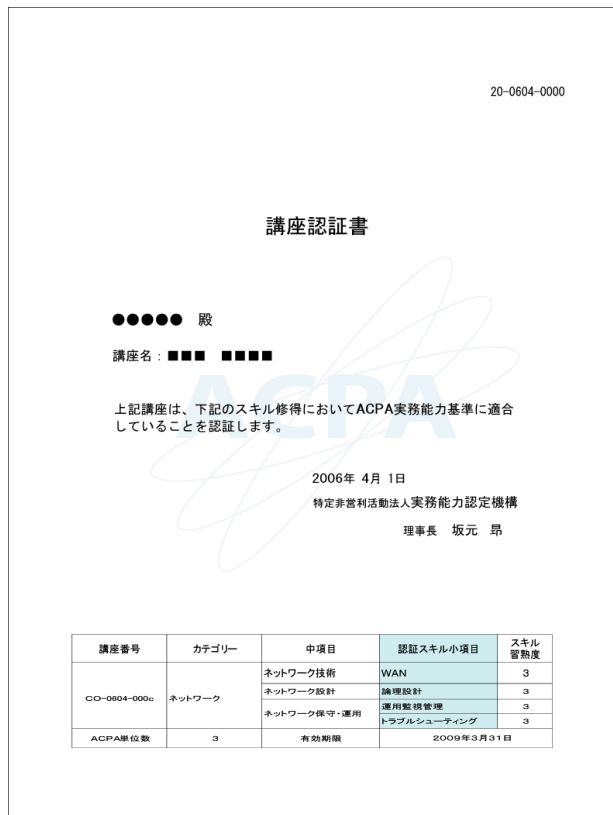 20-0604-0000
講座認証書
●●●●● 殿
講座名：■■■ ■■■■
ACPA
上記講座は、下記のスキル修得においてACPA実務能力基準に適合
していることを認証します。
2006年 4月 1日
特定非営利活動法人実務能力認定機構
理事長 坂元 昂
講座番号 カテゴリー 中項目 認証スキル小項目 スキル
習熟度
CO-0604-000c ネットワーク ネットワーク技術 WAN 3
ネットワーク設計 論理設計 3
ネットワーク保守・運用 運用監視管理 3
トラブルシューティング 3
ACPA単位数 3 有効期限 2009年3月31日